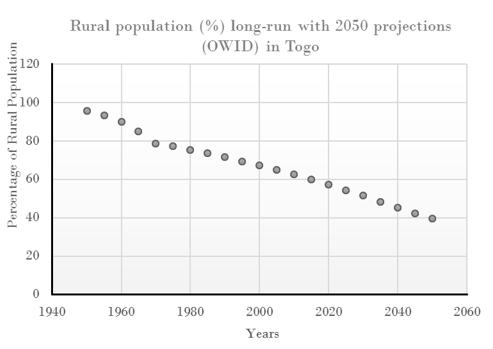 Rural population (%) long-run with 2050 projections
(OWID) in Togo
Percentage of Rural Population
120
100
80
60
40
20
0
1940 1960 1980 2000 2020 2040 2060
Years